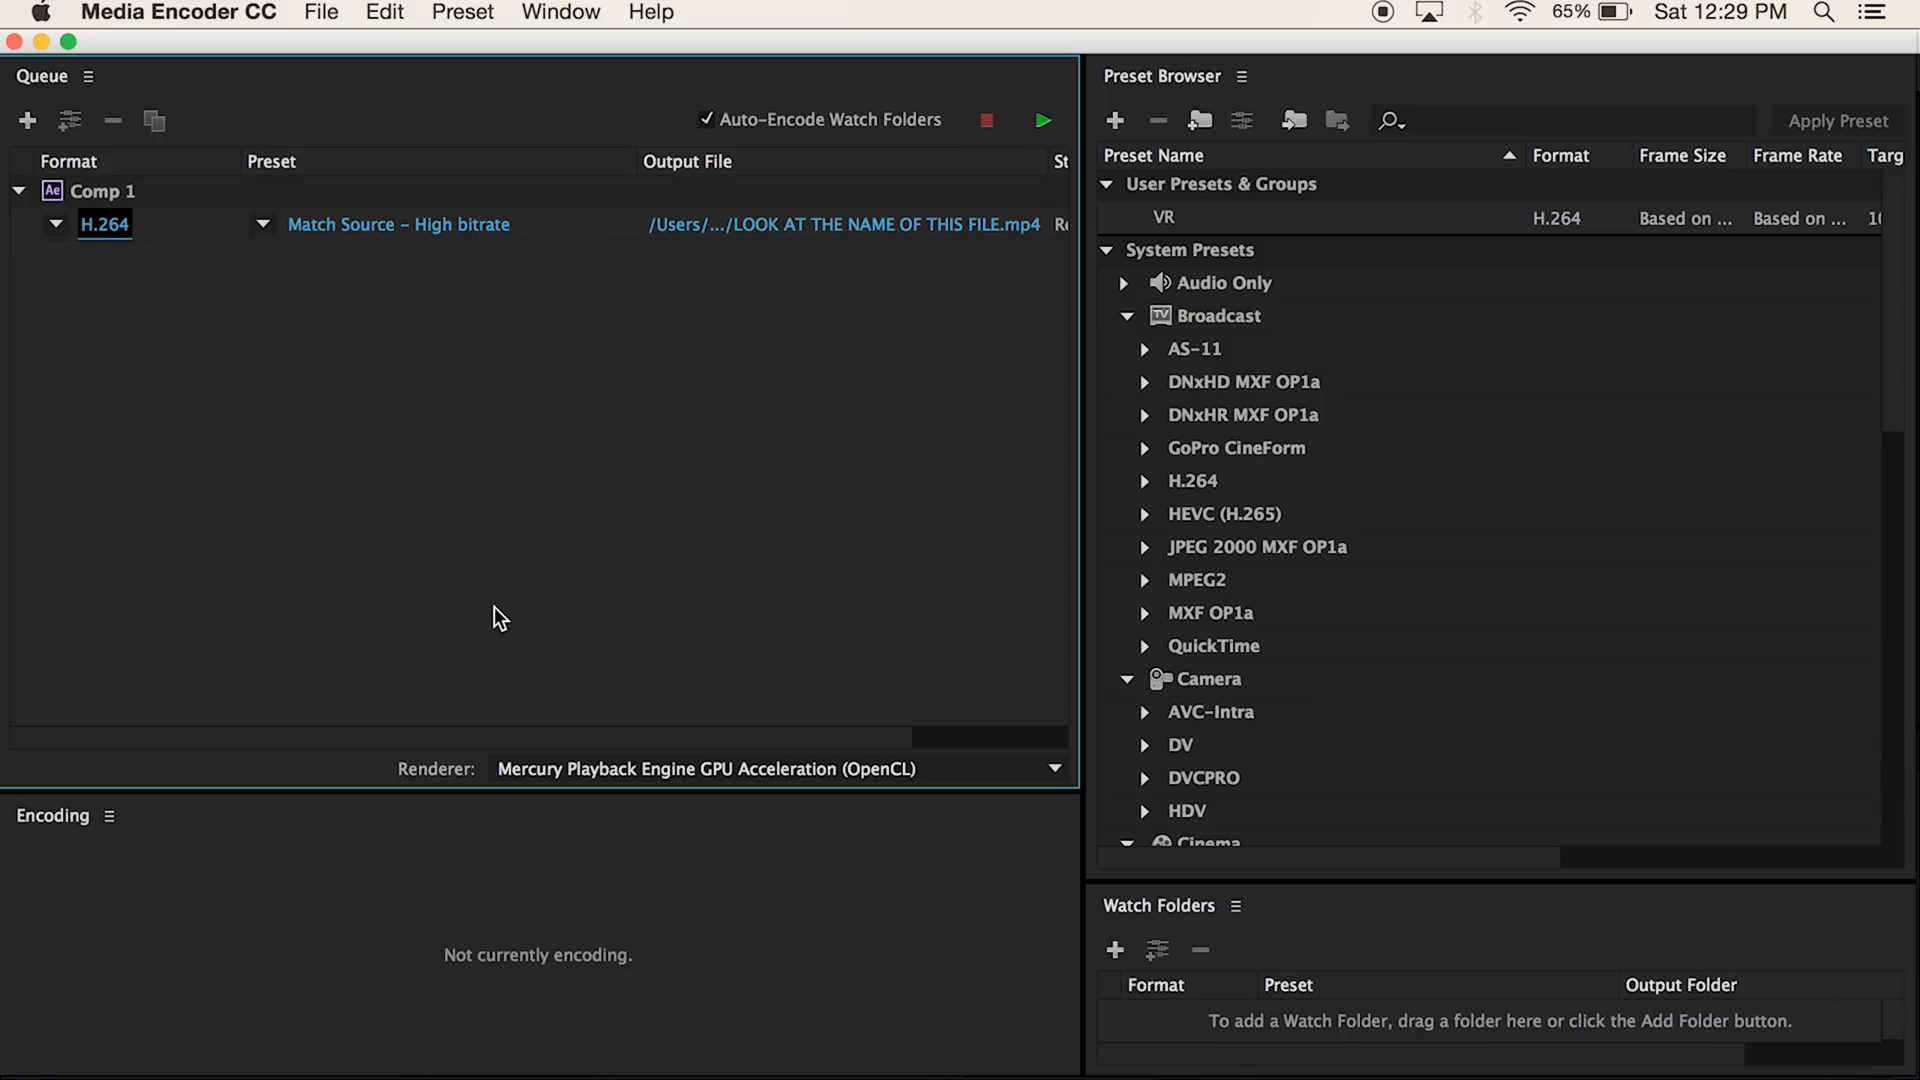 Media Encoder CC File Edit Preset Window Help 65% Sat 12:29 PM
Queue
Auto-Encode Watch Folders
Format Preset Output File St
Ae Comp 1
H.264 Match Source – High bitrate /Users/.../LOOK AT THE NAME OF THIS FILE.mp4 Re
Renderer: Mercury Playback Engine GPU Acceleration (OpenCL)
Encoding
Not currently encoding.
Preset Browser
Apply Preset
Preset Name Format Frame Size Frame Rate Targ
User Presets & Groups
VR H.264 Based on ... Based on ... 10
System Presets
Audio Only
TV Broadcast
AS-11
DNxHD MXF OP1a
DNxHR MXF OP1a
GoPro CineForm
H.264
HEVC (H.265)
JPEG 2000 MXF OP1a
MPEG2
MXF OP1a
QuickTime
Camera
AVC-Intra
DV
DVCPRO
HDV
Cinema
Watch Folders
Format Preset Output Folder
To add a Watch Folder, drag a folder here or click the Add Folder button.